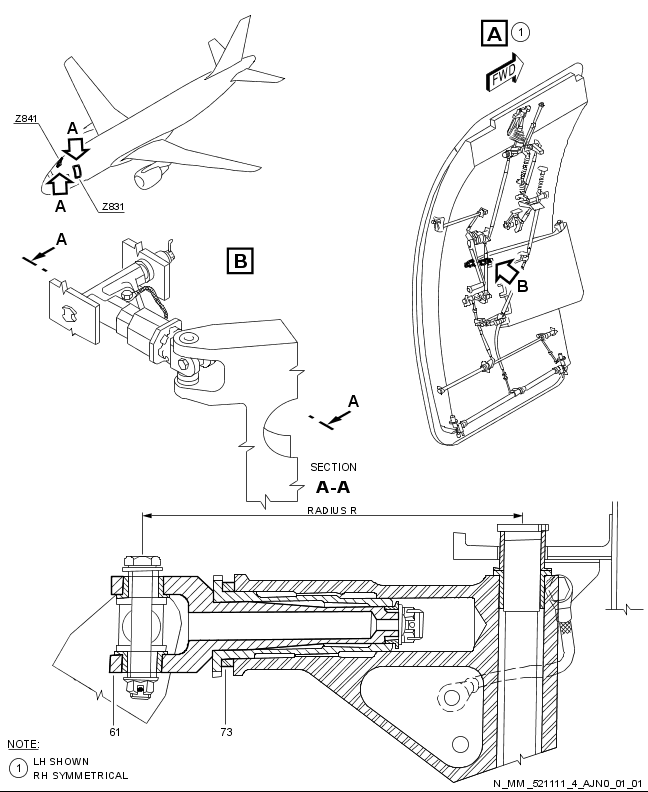 A
1
FWD
Z841
A
A
Z831
B
A
B
A
SECTION
A-A
RADIUS R
61
73
NOTE:
1 LH SHOWN
RH SYMMETRICAL
N_MM_521111_4_AJN0_01_01